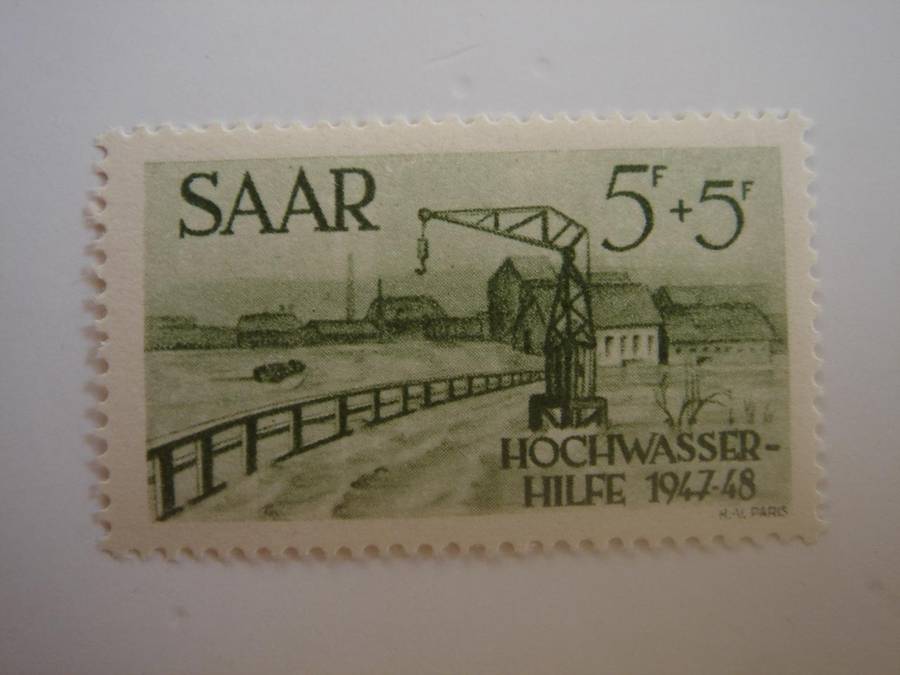 SAAR
5F+5F
HOCHWASSER-
HILFE 1947-48
H.-V. PARIS